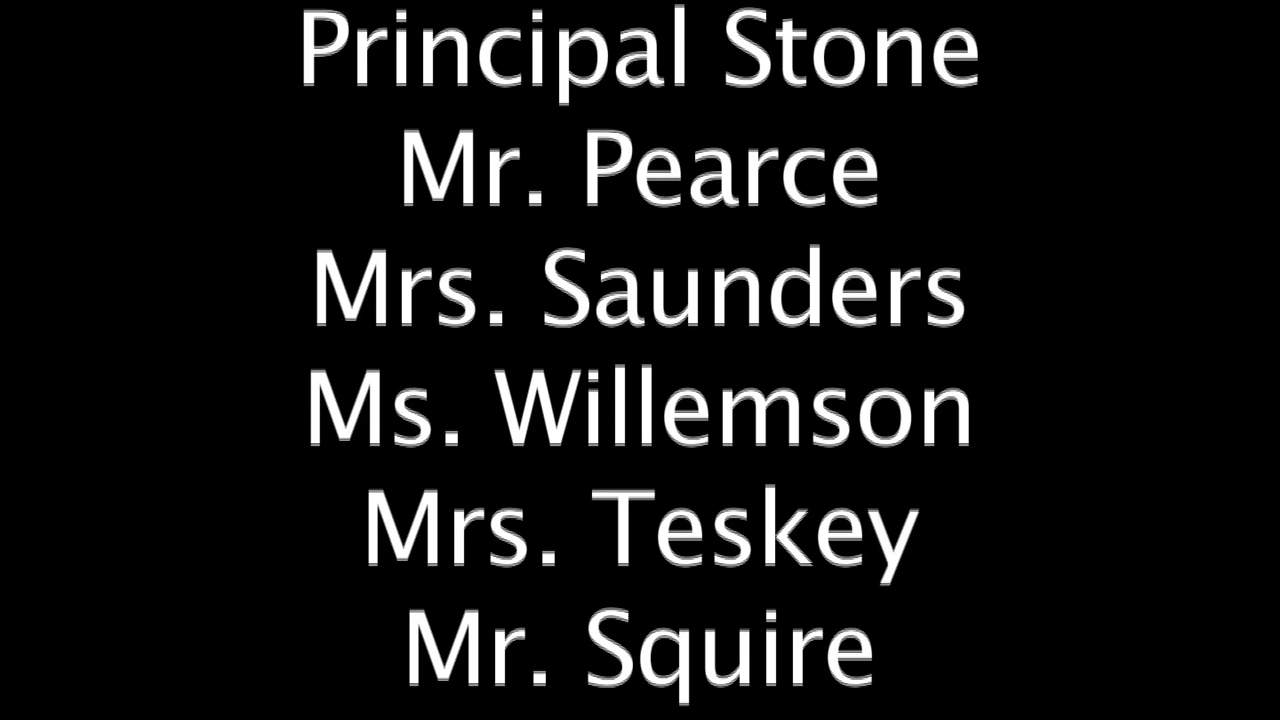 Principal Stone
Mr. Pearce
Mrs. Saunders
Ms. Willemson
Mrs. Teskey
Mr. Squire